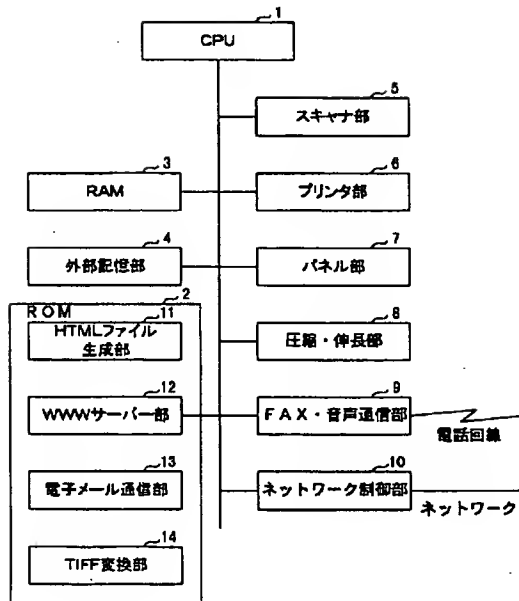 1
CPU
5
スキャナ部
3
RAM
6
プリンタ部
4
外部記憶部
7
パネル部
2
ROM
11
HTMLファイル
生成部
8
圧縮・伸長部
12
WWWサーバー部
9
FAX・音声通信部
電話回線
13
電子メール通信部
10
ネットワーク制御部
ネットワーク
14
TIFF変換部